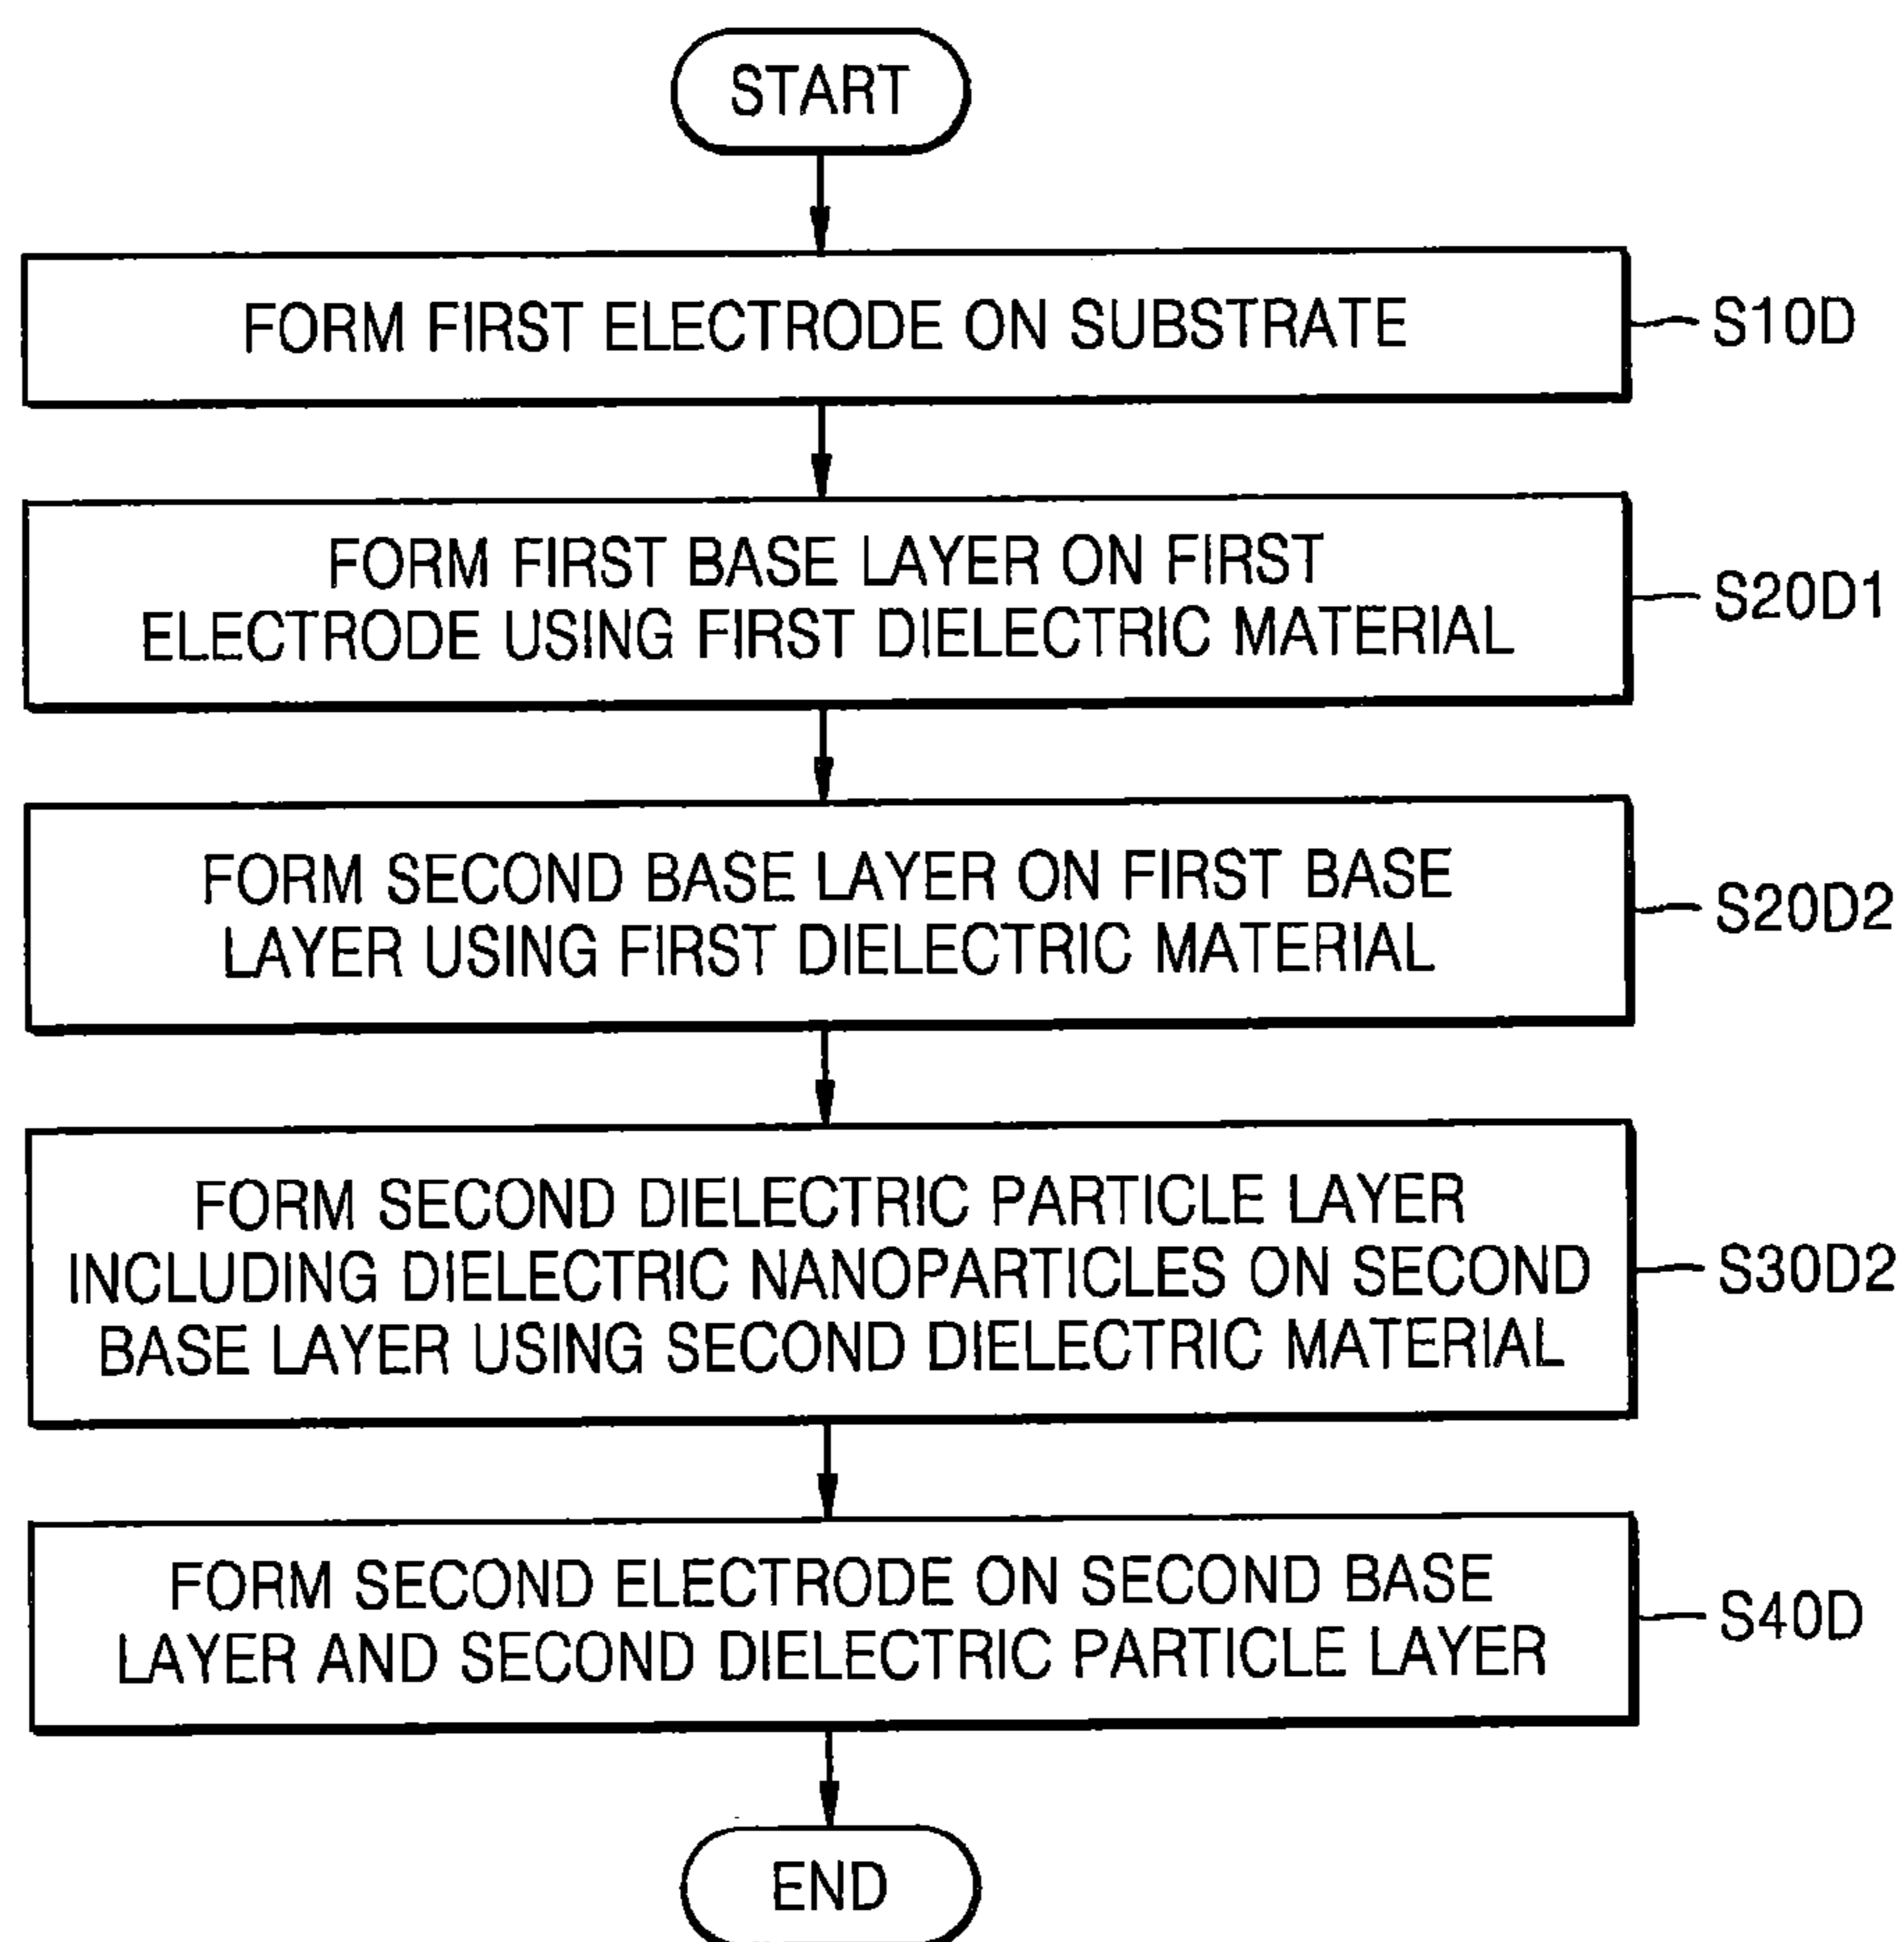 START
FORM FIRST ELECTRODE ON SUBSTRATE
S10D
FORM FIRST BASE LAYER ON FIRST
ELECTRODE USING FIRST DIELECTRIC MATERIAL
S20D1
FORM SECOND BASE LAYER ON FIRST BASE
LAYER USING FIRST DIELECTRIC MATERIAL
S20D2
FORM SECOND DIELECTRIC PARTICLE LAYER
INCLUDING DIELECTRIC NANOPARTICLES ON SECOND
BASE LAYER USING SECOND DIELECTRIC MATERIAL
S30D2
FORM SECOND ELECTRODE ON SECOND BASE
LAYER AND SECOND DIELECTRIC PARTICLE LAYER
S40D
END